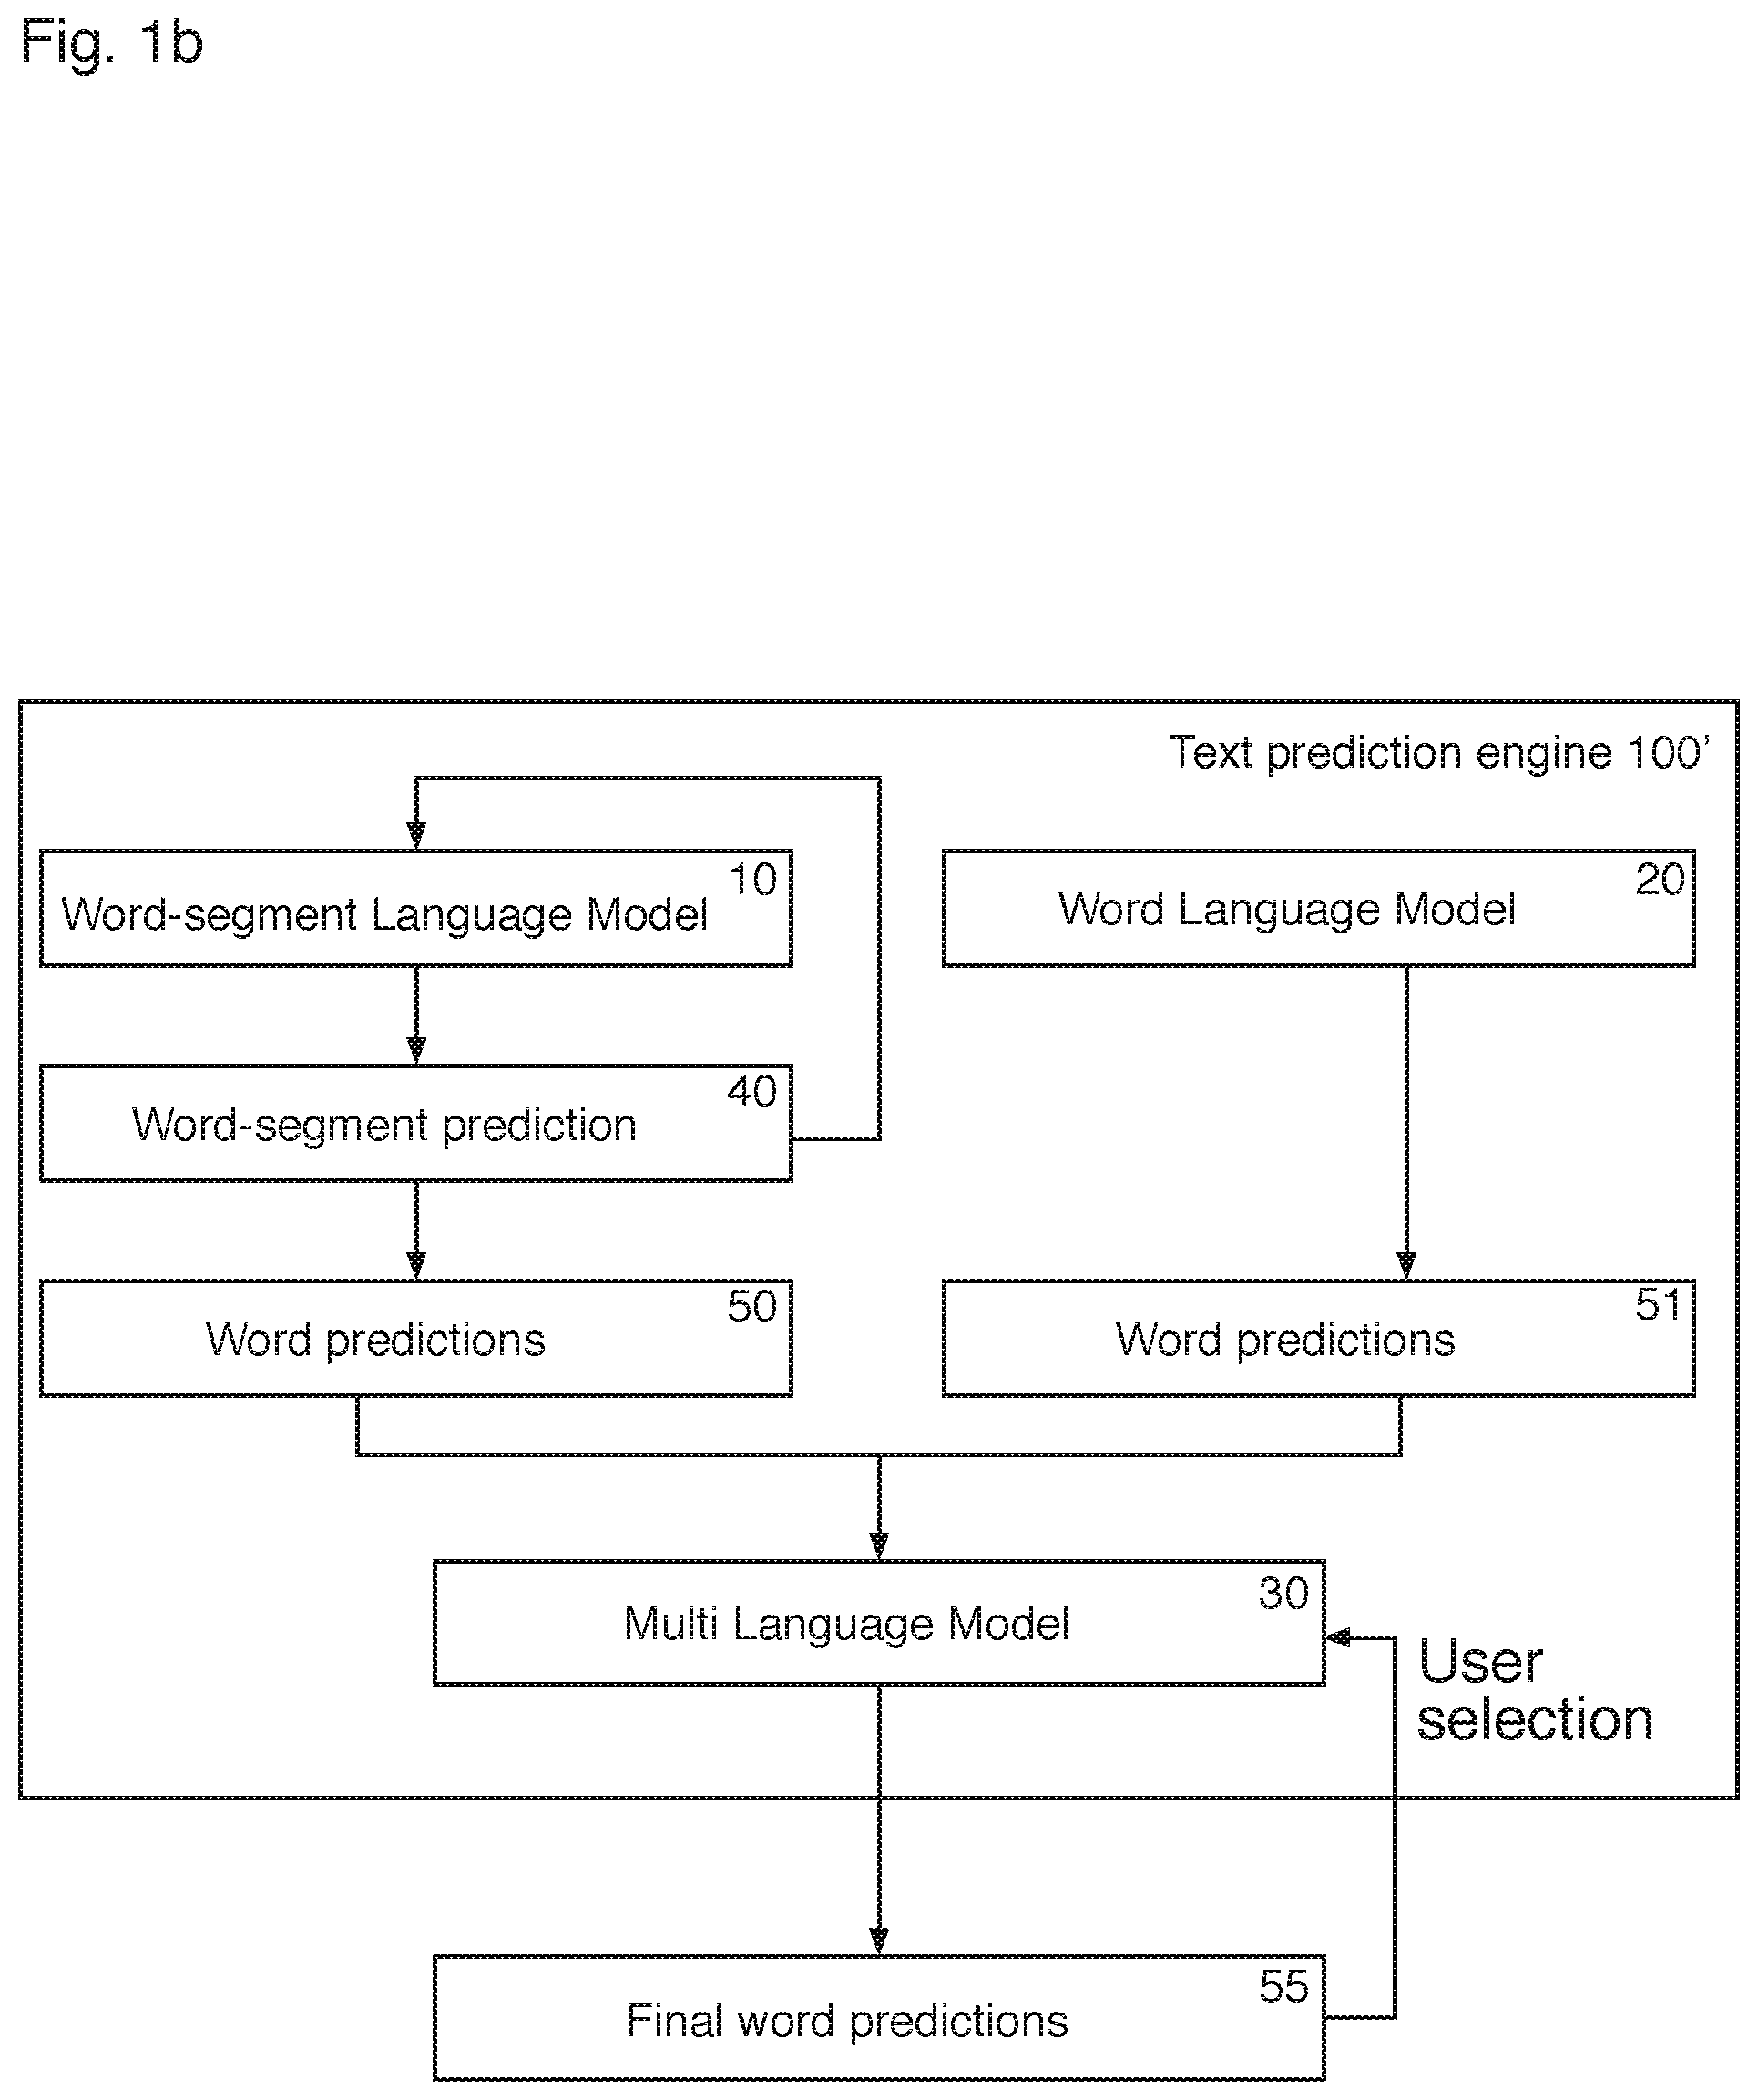 Fig. 1b
Text prediction engine 100’
10
Word-segment Language Model
20
Word Language Model
40
Word-segment prediction
50
Word predictions
51
Word predictions
30
Multi Language Model
User
selection
55
Final word predictions